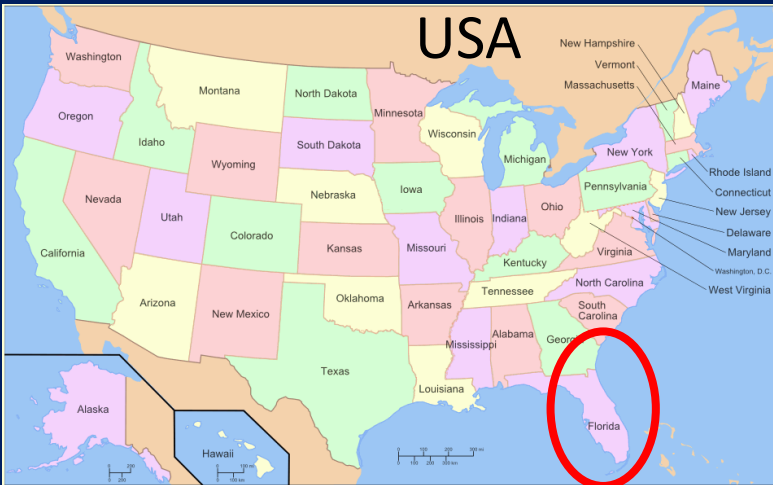 USA
New Hampshire
Vermont
Massachusetts
Washington
Montana
North Dakota
Minnesota
Maine
Oregon
Idaho
South Dakota
Wisconsin
Michigan
New York
Wyoming
Rhode Island
Connecticut
Nevada
Utah
Nebraska
Iowa
Pennsylvania
New Jersey
Colorado
Illinois
Indiana
Ohio
Delaware
California
Kansas
Missouri
Maryland
Virginia
Kentucky
Washington, D.C.
West Virginia
Arizona
New Mexico
Oklahoma
Arkansas
Tennessee
North Carolina
South
Carolina
Mississippi
Alabama
Georgia
Texas
Louisiana
Alaska
Hawaii
Florida